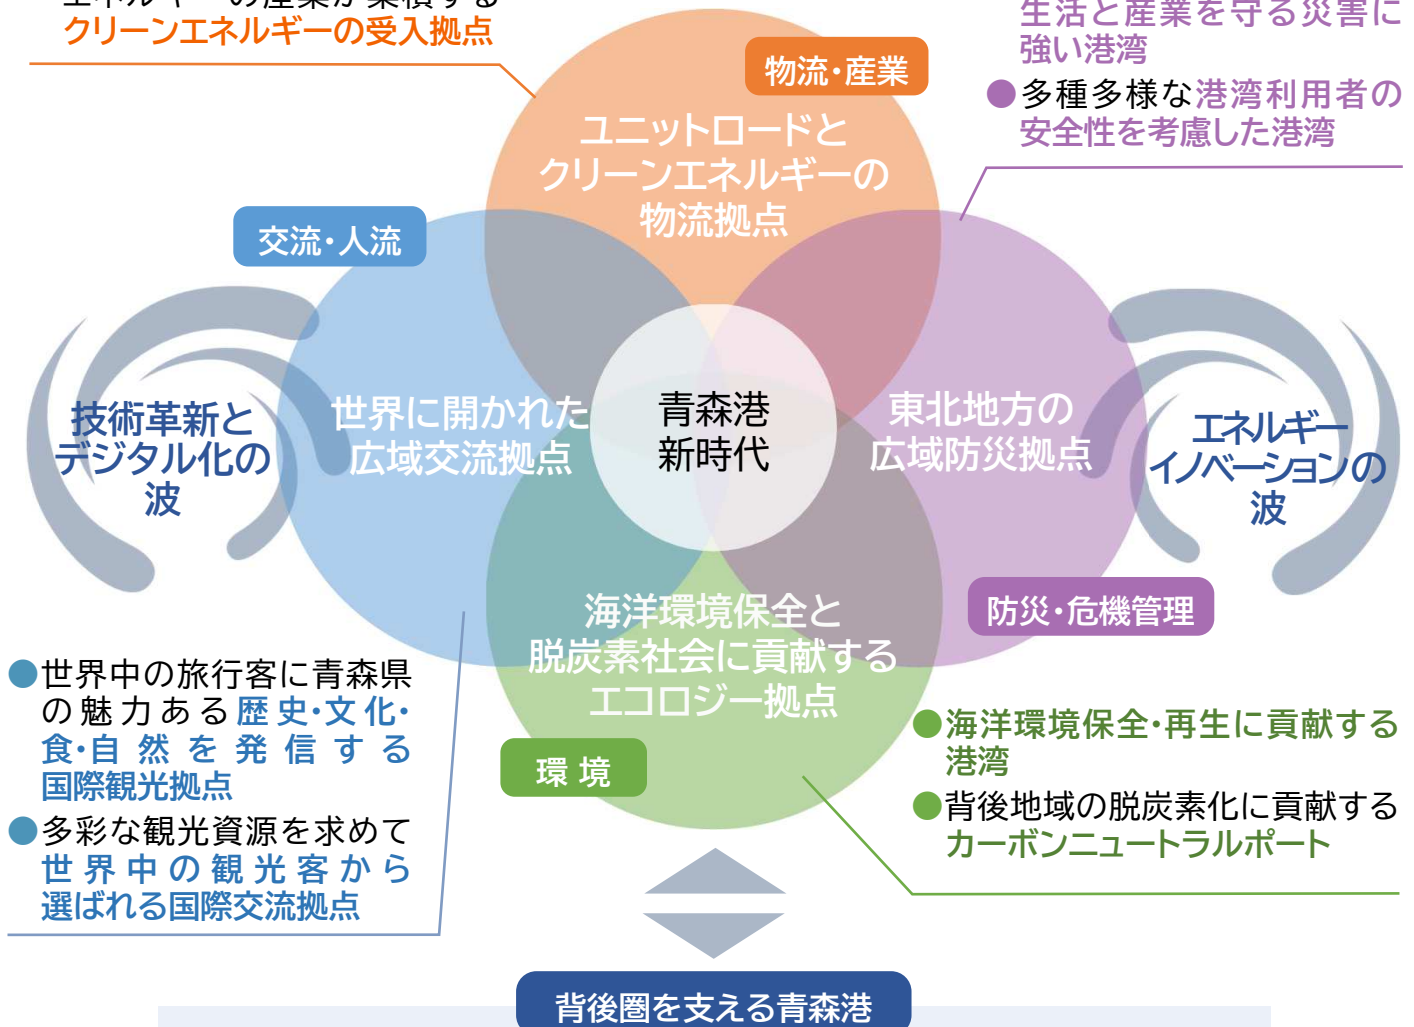 エネルギーの産業が集積する
クリーンエネルギーの受入拠点
生活と産業を守る災害に
強い港湾
●多種多様な港湾利用者の
安全性を考慮した港湾
物流・産業
ユニットロードと
クリーンエネルギーの
物流拠点
交流・人流
世界に開かれた
広域交流拠点
青森港
新時代
東北地方の
広域防災拠点
技術革新と
デジタル化の
波
エネルギー
イノベーションの
波
海洋環境保全と
脱炭素社会に貢献する
エコロジー拠点
防災・危機管理
環 境
●世界中の旅行客に青森県
の魅力ある歴史・文化・
食・自然を発信する
国際観光拠点
●多彩な観光資源を求めて
世界中の観光客から
選ばれる国際交流拠点
●海洋環境保全・再生に貢献する
港湾
●背後地域の脱炭素化に貢献する
カーボンニュートラルポート
背後圏を支える青森港